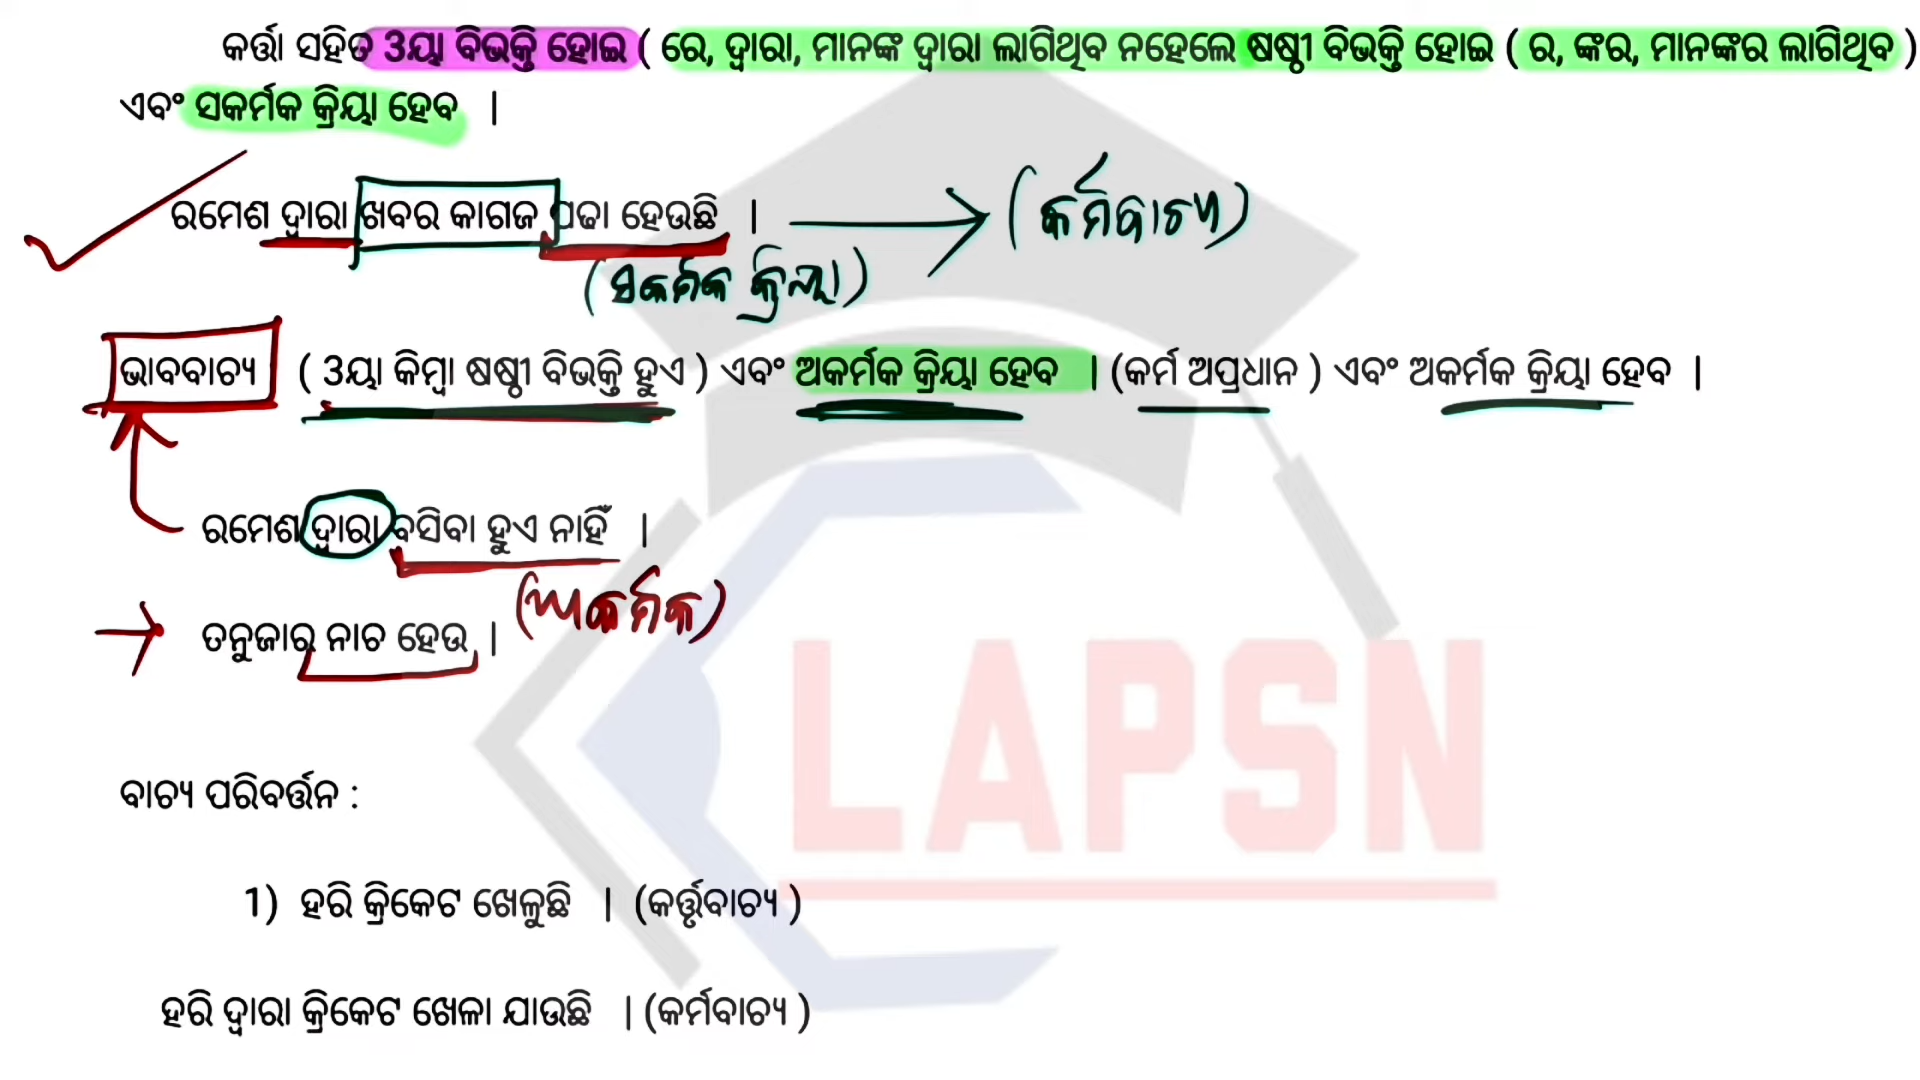 କର୍ତ୍ତା ସହିତ 3ୟା ବିଭକ୍ତି ହୋଇ ( ରେ, ଦ୍ଵାରା, ମାନଙ୍କ ଦ୍ଵାରା ଲାଗିଥିବ ନହେଲେ ଷଷ୍ଠୀ ବିଭକ୍ତି ହୋଇ ( ର, ଙ୍କର, ମାନଙ୍କର ଲାଗିଥିବ )
ଏବଂ ସକର୍ମକ କ୍ରିୟା ହେବ |
ରମେଶ ଦ୍ଵାରା ଖବର କାଗଜ ପଢା ହେଉଛି | (କର୍ମବାଚ୍ୟ)
(ସକର୍ମକ କ୍ରିୟା)
ଭାବବାଚ୍ୟ ( 3ୟା କିମ୍ବା ଷଷ୍ଠୀ ବିଭକ୍ତି ହୁଏ ) ଏବଂ ଅକର୍ମକ କ୍ରିୟା ହେବ | (କର୍ମ ଅପ୍ରଧାନ ) ଏବଂ ଅକର୍ମକ କ୍ରିୟା ହେବ |
ରମେଶ ଦ୍ଵାରା ବସିବା ହୁଏ ନାହିଁ |
(ଅକର୍ମକ)
ତନୁଜାର ନାଚ ହେଉ |
LAPSN
ବାଚ୍ୟ ପରିବର୍ତ୍ତନ :
1) ହରି କ୍ରିକେଟ ଖେଳୁଛି | (କର୍ତ୍ତୃବାଚ୍ୟ )
ହରି ଦ୍ଵାରା କ୍ରିକେଟ ଖେଳା ଯାଉଛି | (କର୍ମବାଚ୍ୟ )